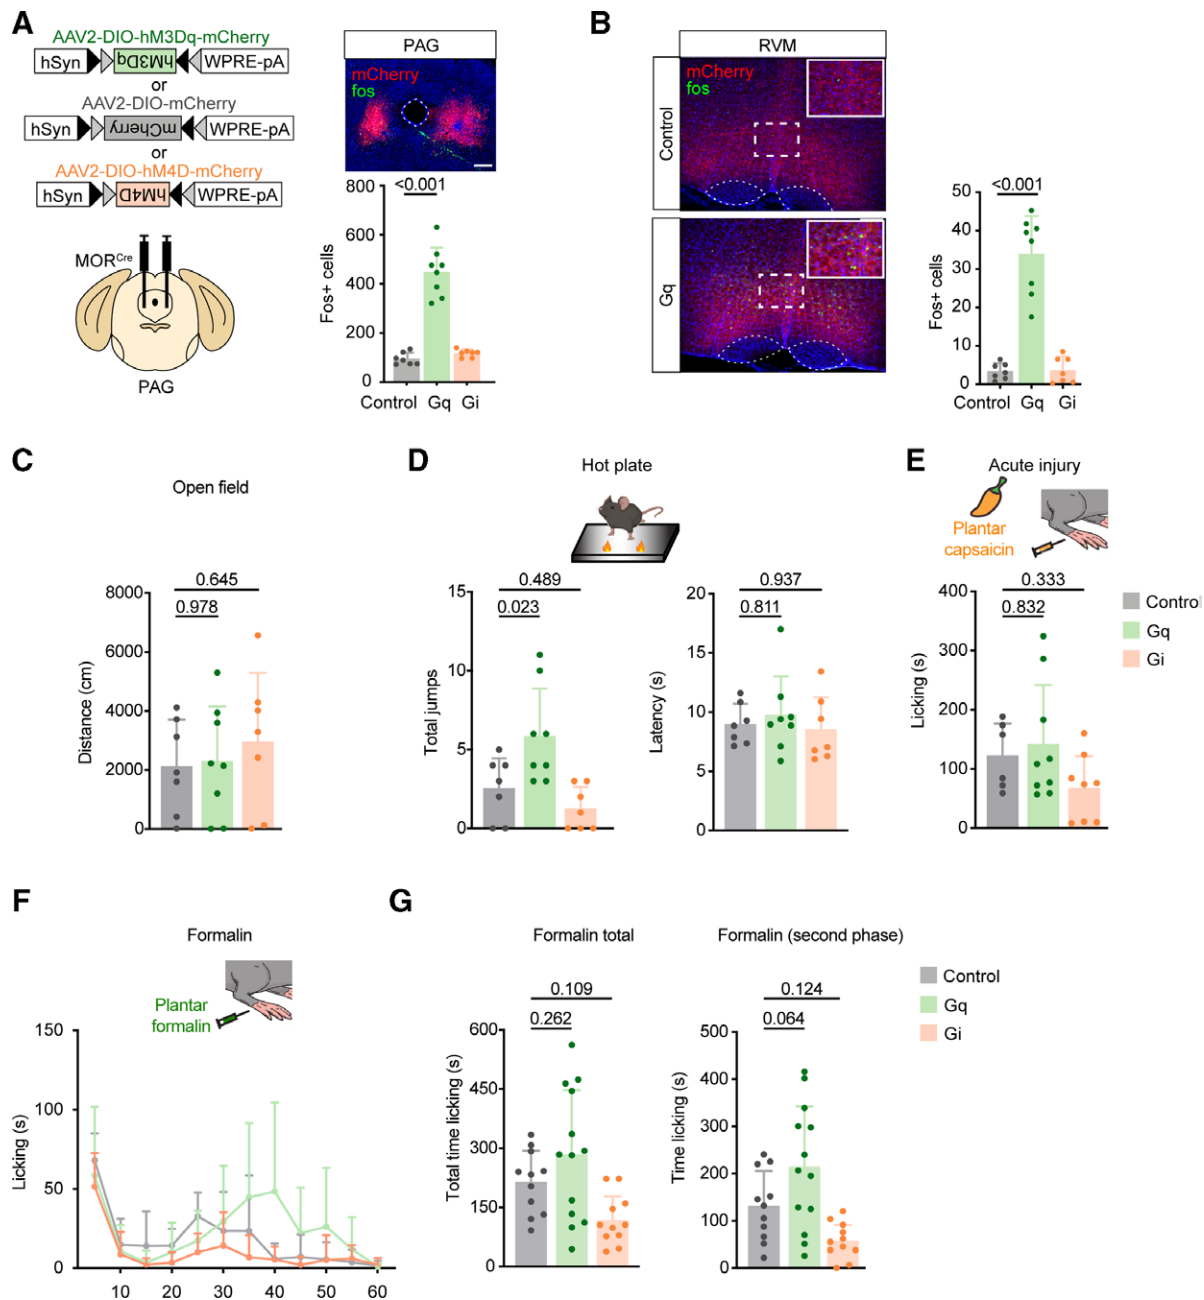 A
AAV2-DIO-hM3Dq-mCherry
hSyn
hM3Dq
WPRE-pA
or
AAV2-DIO-mCherry
hSyn
mCherry
WPRE-pA
or
AAV2-DIO-hM4D-mCherry
hSyn
hM4D
WPRE-pA
MORCre
PAG
PAG
mCherry
fos
<0.001
Fos+ cells
800
600
400
200
0
Control Gq Gi
B
RVM
Control
mCherry
fos
Gq
<0.001
Fos+ cells
50
40
30
20
10
0
Control Gq Gi
C
Open field
0.645
0.978
Distance (cm)
8000
6000
4000
2000
0
D
Hot plate
0.489
0.023
Total jumps
15
10
5
0
0.937
0.811
Latency (s)
20
15
10
5
0
E
Acute injury
Plantar
capsaicin
0.333
0.832
Licking (s)
400
300
200
100
0
Control
Gq
Gi
F
Formalin
Plantar
formalin
Licking (s)
150
100
50
0
10 20 30 40 50 60
G
Formalin total
0.109
0.262
Total time licking (s)
600
450
300
150
0
Formalin (second phase)
0.124
0.064
Time licking (s)
500
400
300
200
100
0
Control
Gq
Gi